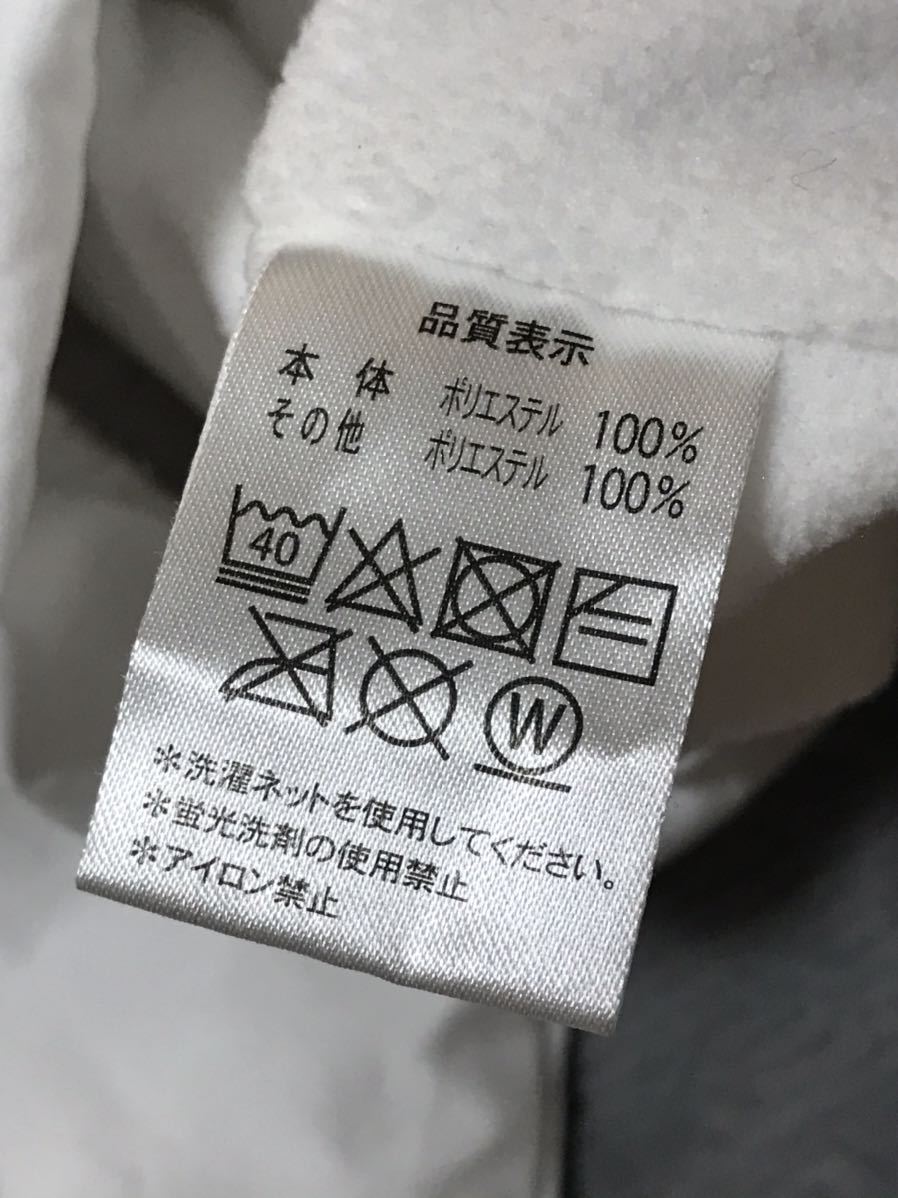 品質表示
本体 ポリエステル 100%
その他 ポリエステル 100%
40
W
＊洗濯ネットを使用してください。
＊蛍光洗剤の使用禁止
＊アイロン禁止